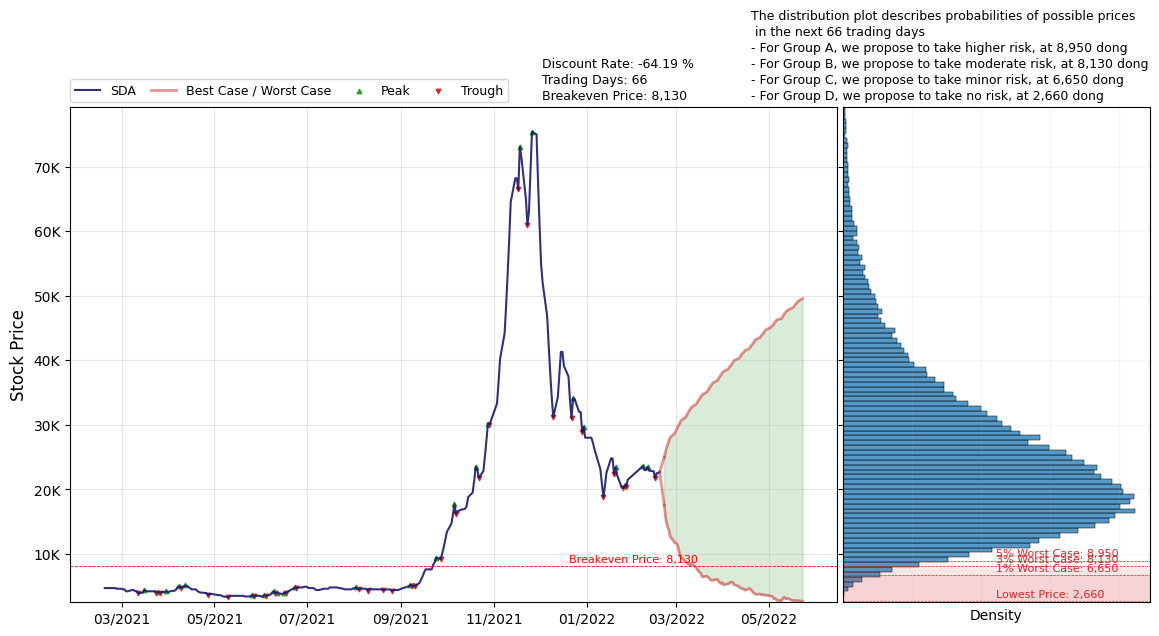 The distribution plot describes probabilities of possible prices
in the next 66 trading days
- For Group A, we propose to take higher risk, at 8,950 dong
- For Group B, we propose to take moderate risk, at 8,130 dong
- For Group C, we propose to take minor risk, at 6,650 dong
- For Group D, we propose to take no risk, at 2,660 dong
Discount Rate: -64.19 %
Trading Days: 66
Breakeven Price: 8,130
SDA
Best Case / Worst Case
Peak
Trough
Stock Price
70K
60K
50K
40K
30K
20K
10K
Breakeven Price: 8,130
03/2021
05/2021
07/2021
09/2021
11/2021
01/2022
03/2022
05/2022
5% Worst Case: 8,950
3% Worst Case: 8,130
1% Worst Case: 6,650
Lowest Price: 2,660
Density